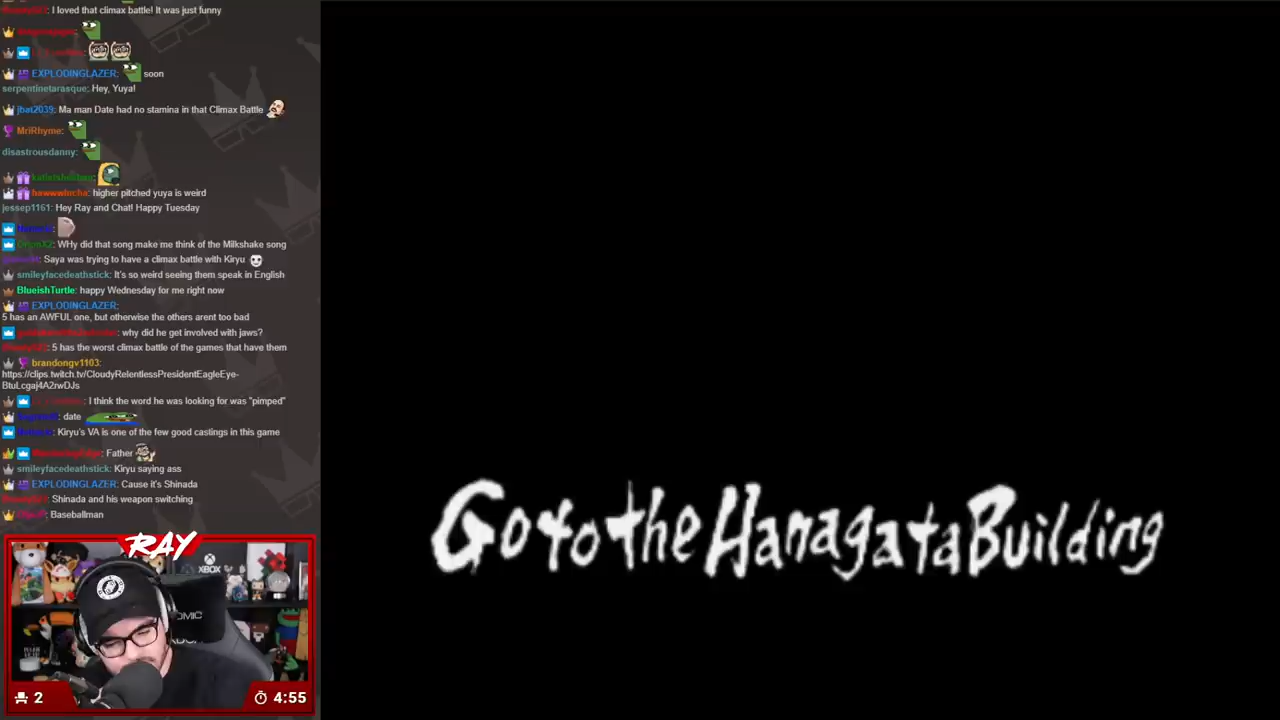 I loved that climax battle! It was just funny
EXPLODINGLAZER: soon
serpentinetarasque: Hey, Yuya!
jbat2035: Ma man Date had no stamina in that Climax Battle
MriRhyme:
disastrousdanny:
hawwwincha: higher pitched yuya is weird
jessep1161: Hey Ray and Chat! Happy Tuesday
WHy did that song make me think of the Milkshake song
Saya was trying to have a climax battle with Kiryu
smileyfacedeathstick: It's so weird seeing them speak in English
BlueishTurtle: happy Wednesday for me right now
EXPLODINGLAZER:
5 has an AWFUL one, but otherwise the others arent too bad
why did he get involved with jaws?
5 has the worst climax battle of the games that have them
brandongv1103:
https://clips.twitch.tv/CloudyRelentlessPresidentEagleEye-
BtuLcgaj4A2rwDJs
I think the word he was looking for was "pimped"
date
Kiryu's VA is one of the few good castings in this game
Father
smileyfacedeathstick: Kiryu saying ass
EXPLODINGLAZER: Cause it's Shinada
Shinada and his weapon switching
Baseballman
Go to the Hanagata Building
RAY
XBOX
2
4:55